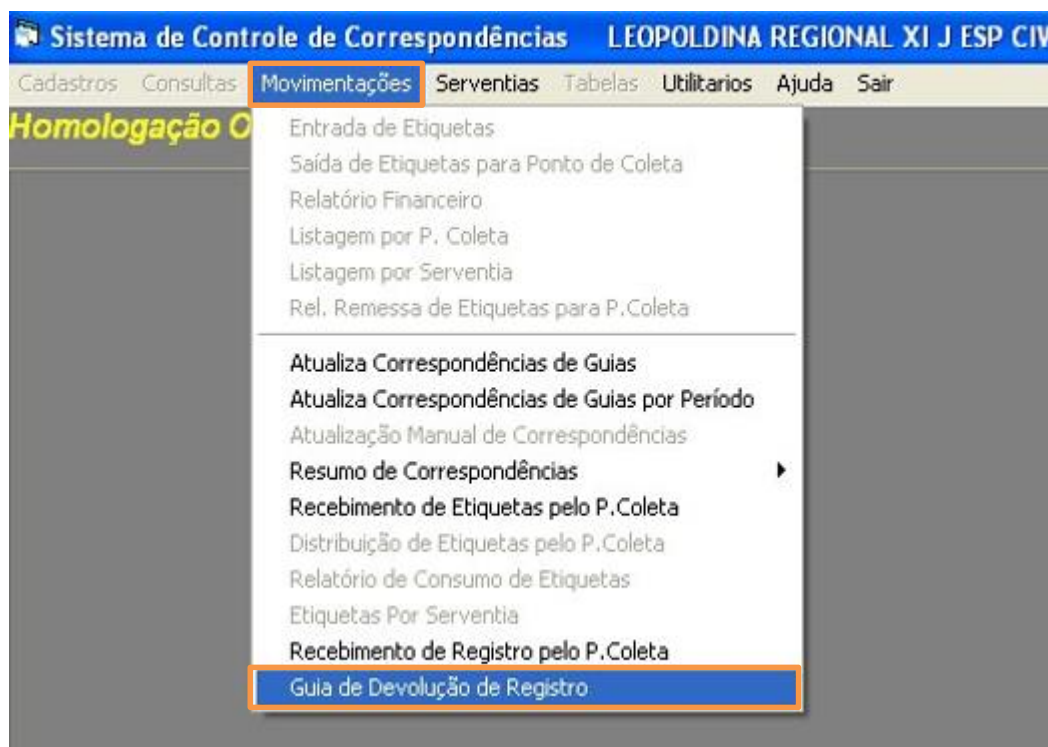 Sistema de Controle de Correspondências LEOPOLDINA REGIONAL XI J ESP CIV
Cadastros Consultas Movimentações Serventias Tabelas Utilitarios Ajuda Sair
Homologação
Entrada de Etiquetas
Saída de Etiquetas para Ponto de Coleta
Relatório Financeiro
Listagem por P. Coleta
Listagem por Serventia
Rel. Remessa de Etiquetas para P.Coleta
Atualiza Correspondências de Guias
Atualiza Correspondências de Guias por Período
Atualização Manual de Correspondências
Resumo de Correspondências
Recebimento de Etiquetas pelo P.Coleta
Distribuição de Etiquetas pelo P.Coleta
Relatório de Consumo de Etiquetas
Etiquetas Por Serventia
Recebimento de Registro pelo P.Coleta
Guia de Devolução de Registro